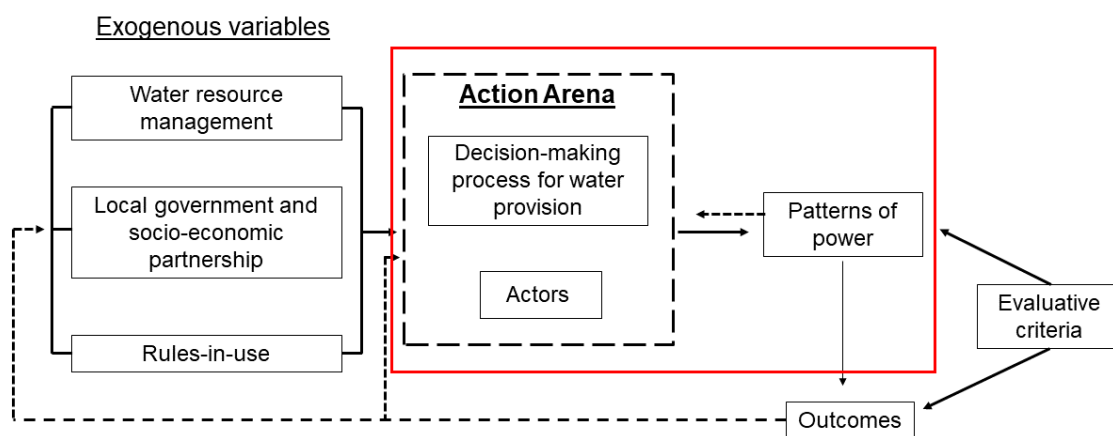 Exogenous variables
Water resource
management
Local government and
socio-economic
partnership
Rules-in-use
Action Arena
Decision-making
process for water
provision
Actors
Patterns of
power
Evaluative
criteria
Outcomes